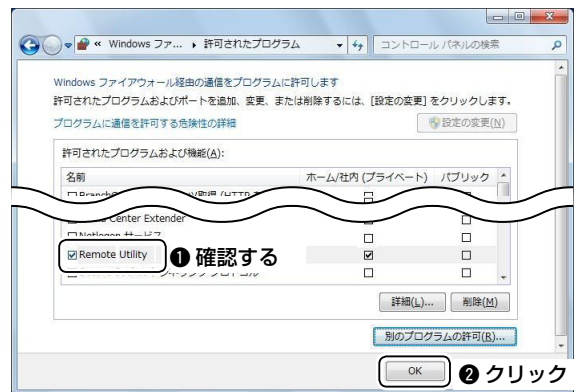 « Windows ファ... ▸ 許可されたプログラム
コントロール パネルの検索
Windows ファイアウォール経由の通信をプログラムに許可します
許可されたプログラムおよびポートを追加、変更、または削除するには、[設定の変更] をクリックします。
プログラムに通信を許可する危険性の詳細
設定の変更(N)
許可されたプログラムおよび機能(A):
名前 ホーム/社内 (プライベート) パブリック
Center Extender
Netlogon サービス
Remote Utility
❶ 確認する
詳細(L)... 削除(M)
別のプログラムの許可(R)...
OK
❷ クリック